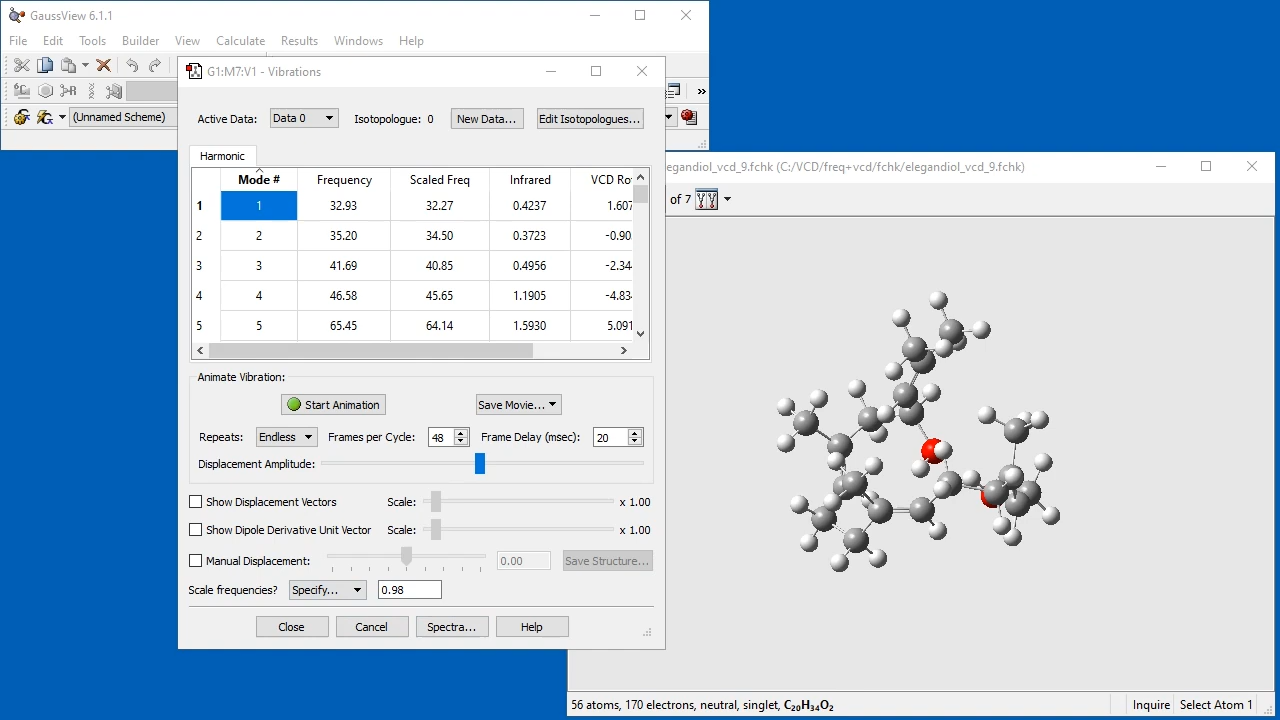 GaussView 6.1.1
File Edit Tools Builder View Calculate Results Windows Help
(Unnamed Scheme)
»
G1:M7:V1 - Vibrations
Active Data: Data 0 Isotopologue: 0 New Data... Edit Isotopologues...
Harmonic
Mode # Frequency Scaled Freq Infrared VCD Ro
1 1 32.93 32.27 0.4237 1.607
2 2 35.20 34.50 0.3723 -0.90
3 3 41.69 40.85 0.4956 -2.34
4 4 46.58 45.65 1.1905 -4.83
5 5 65.45 64.14 1.5930 5.091
Animate Vibration:
Start Animation Save Movie...
Repeats: Endless Frames per Cycle: 48 Frame Delay (msec): 20
Displacement Amplitude:
Show Displacement Vectors Scale: x 1.00
Show Dipole Derivative Unit Vector Scale: x 1.00
Manual Displacement: 0.00 Save Structure...
Scale frequencies? Specify... 0.98
Close Cancel Spectra... Help
egandiol_vcd_9.fchk (C:/VCD/freq+vcd/fchk/elegandiol_vcd_9.fchk)
of 7
56 atoms, 170 electrons, neutral, singlet, C₂₀H₃₄O₂ Inquire Select Atom 1